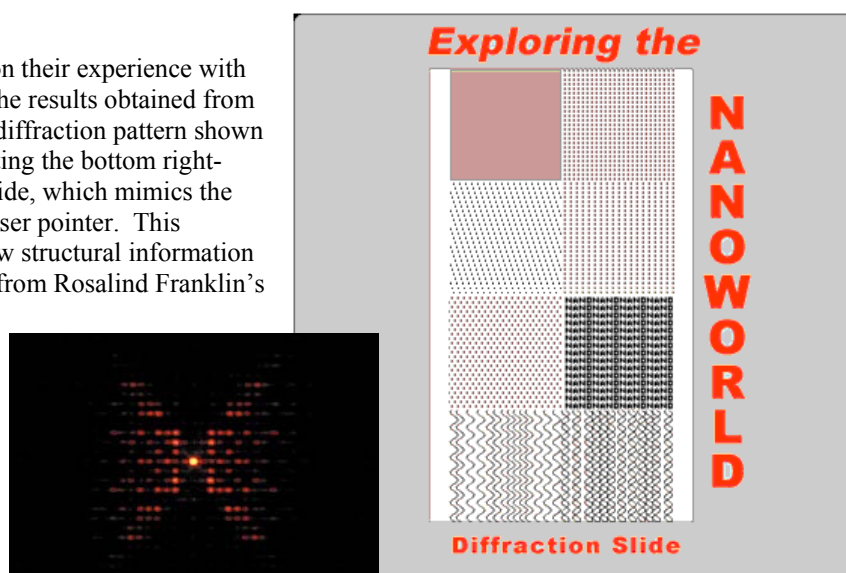 on their experience with
he results obtained from
diffraction pattern shown
ting the bottom right-
ide, which mimics the
ser pointer. This
w structural information
from Rosalind Franklin's
Exploring the
NANOWORLD
Diffraction Slide